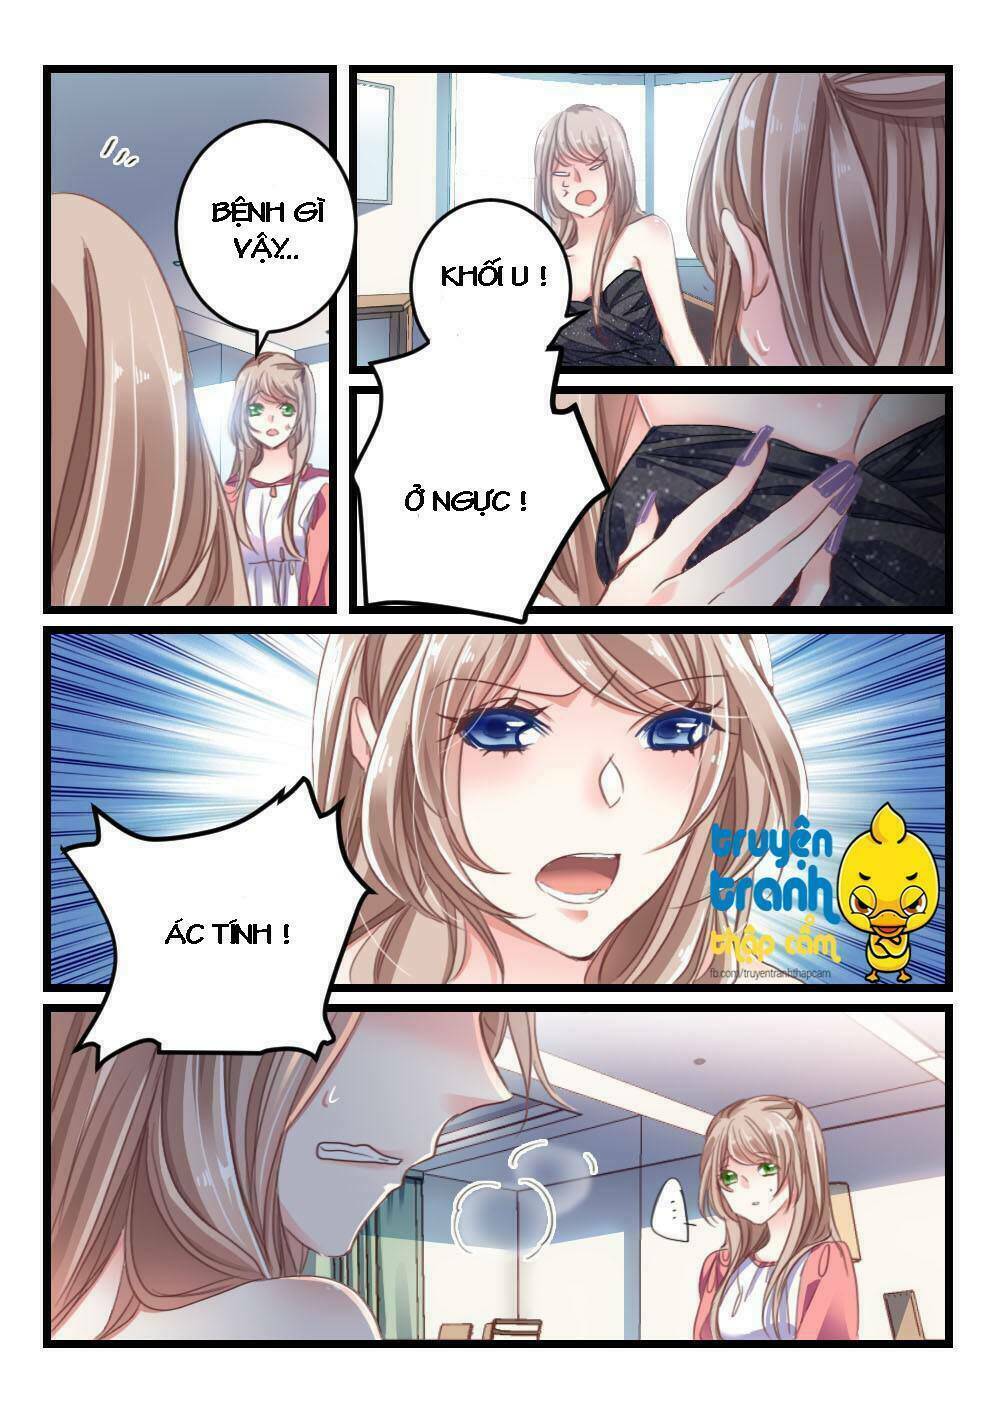 BỆNH GÌ
VẬY...
KHỐI U !
Ở NGỰC !
ÁC TÍNH !
truyện
tranh
thập cẩm
fb.com/truyentranhthapcam
......